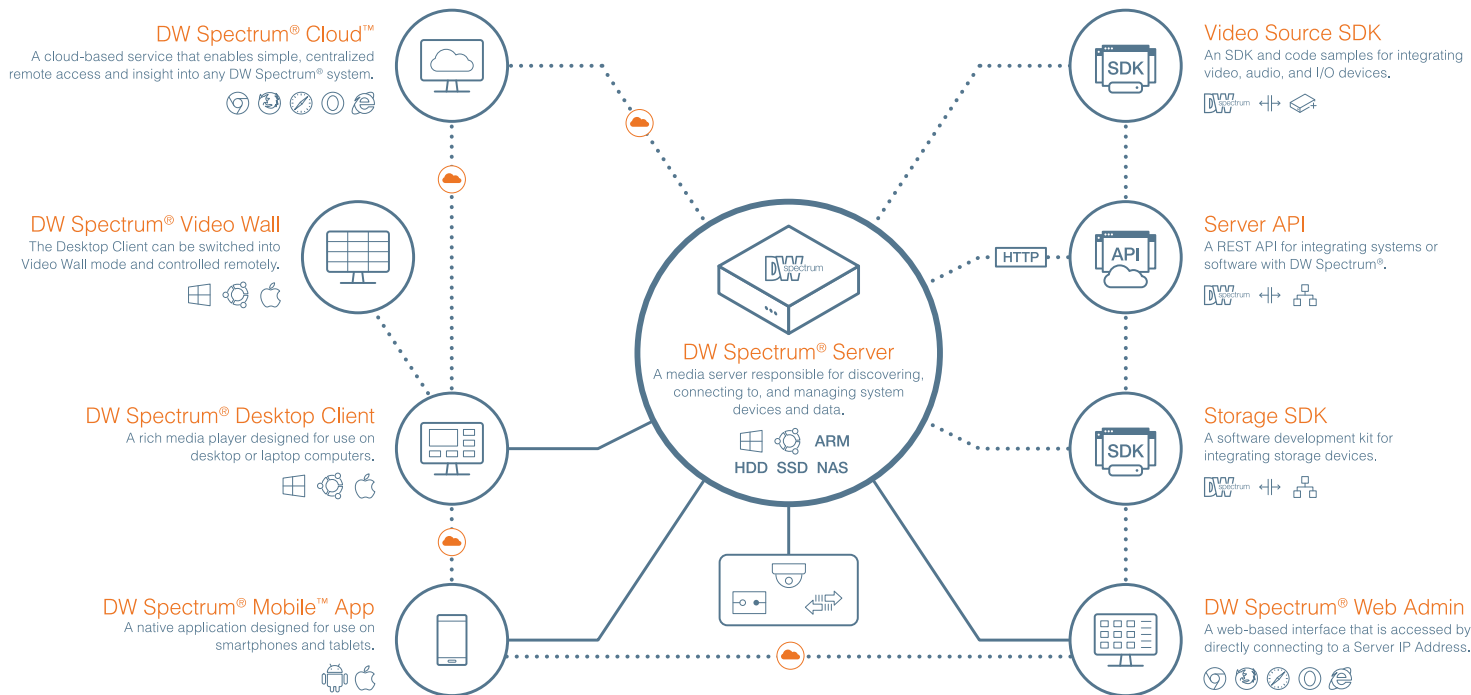 DW Spectrum® Cloud™
A cloud-based service that enables simple, centralized
remote access and insight into any DW Spectrum® system.
DW Spectrum® Video Wall
The Desktop Client can be switched into
Video Wall mode and controlled remotely.
DW Spectrum® Desktop Client
A rich media player designed for use on
desktop or laptop computers.
DW Spectrum® Mobile™ App
A native application designed for use on
smartphones and tablets.
DW spectrum
DW Spectrum® Server
A media server responsible for discovering,
connecting to, and managing system
devices and data.
ARM
HDD SSD NAS
HTTP
SDK
Video Source SDK
An SDK and code samples for integrating
video, audio, and I/O devices.
DW spectrum
API
Server API
A REST API for integrating systems or
software with DW Spectrum®.
DW spectrum
SDK
Storage SDK
A software development kit for
integrating storage devices.
DW spectrum
DW Spectrum® Web Admin
A web-based interface that is accessed by
directly connecting to a Server IP Address.